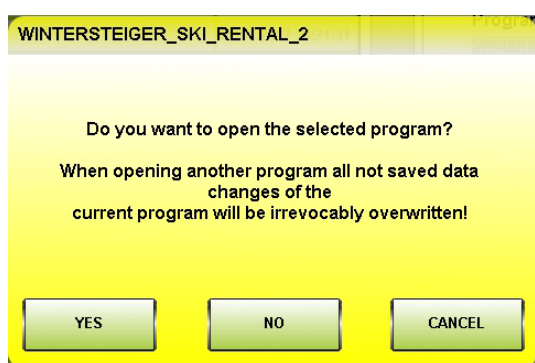 WINTERSTEIGER_SKI_RENTAL_2
Do you want to open the selected program?
When opening another program all not saved data
changes of the
current program will be irrevocably overwritten!
YES
NO
CANCEL